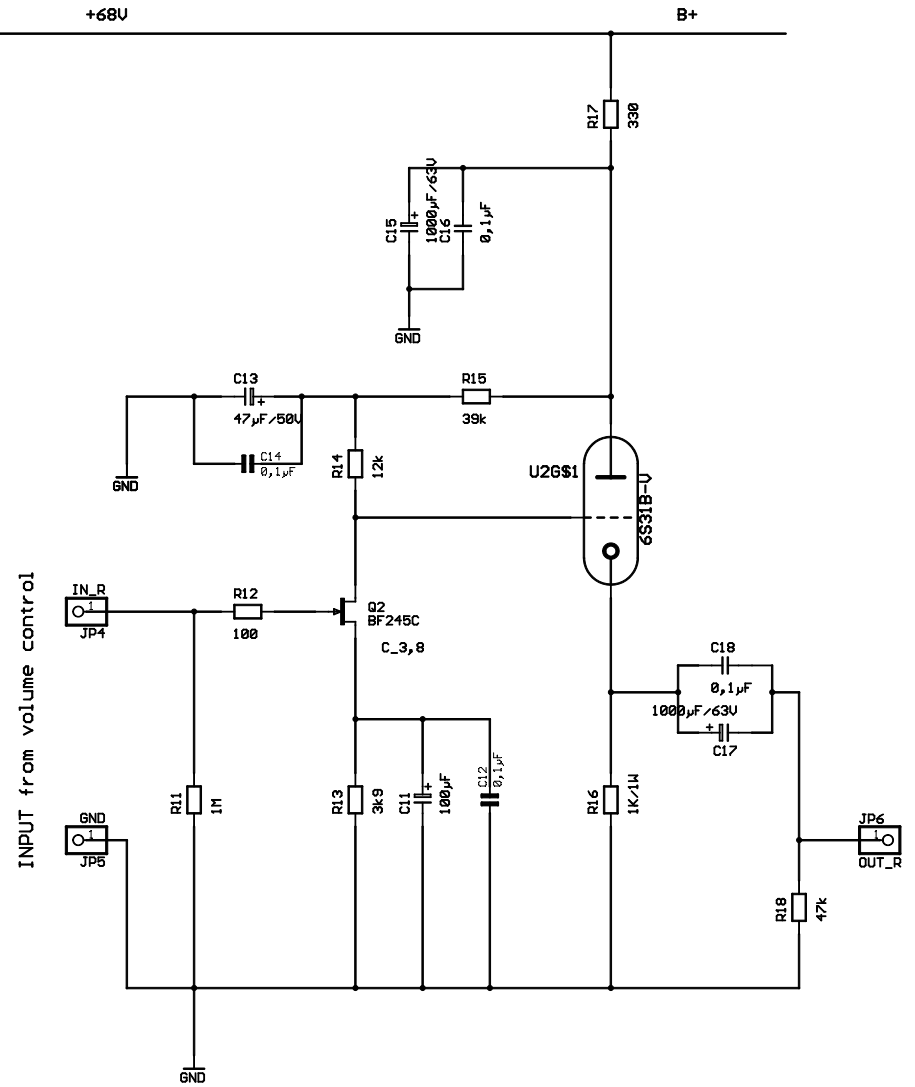 +68V
B+
R17
330
C15
1000µF/63V
C16
0,1µF
GND
C13
47µF/50V
C14
0,1µF
R15
39k
GND
R14
12k
U2G$1
6S31B-V
INPUT from volume control
IN_R
1
JP4
R12
100
Q2
BF245C
C_3,8
C18
0,1µF
1000µF/63V
C17
R11
1M
R13
3k9
C11
100µF
C12
0,1µF
R16
1K/1W
GND
1
JP5
JP6
1
OUT_R
R18
47k
GND